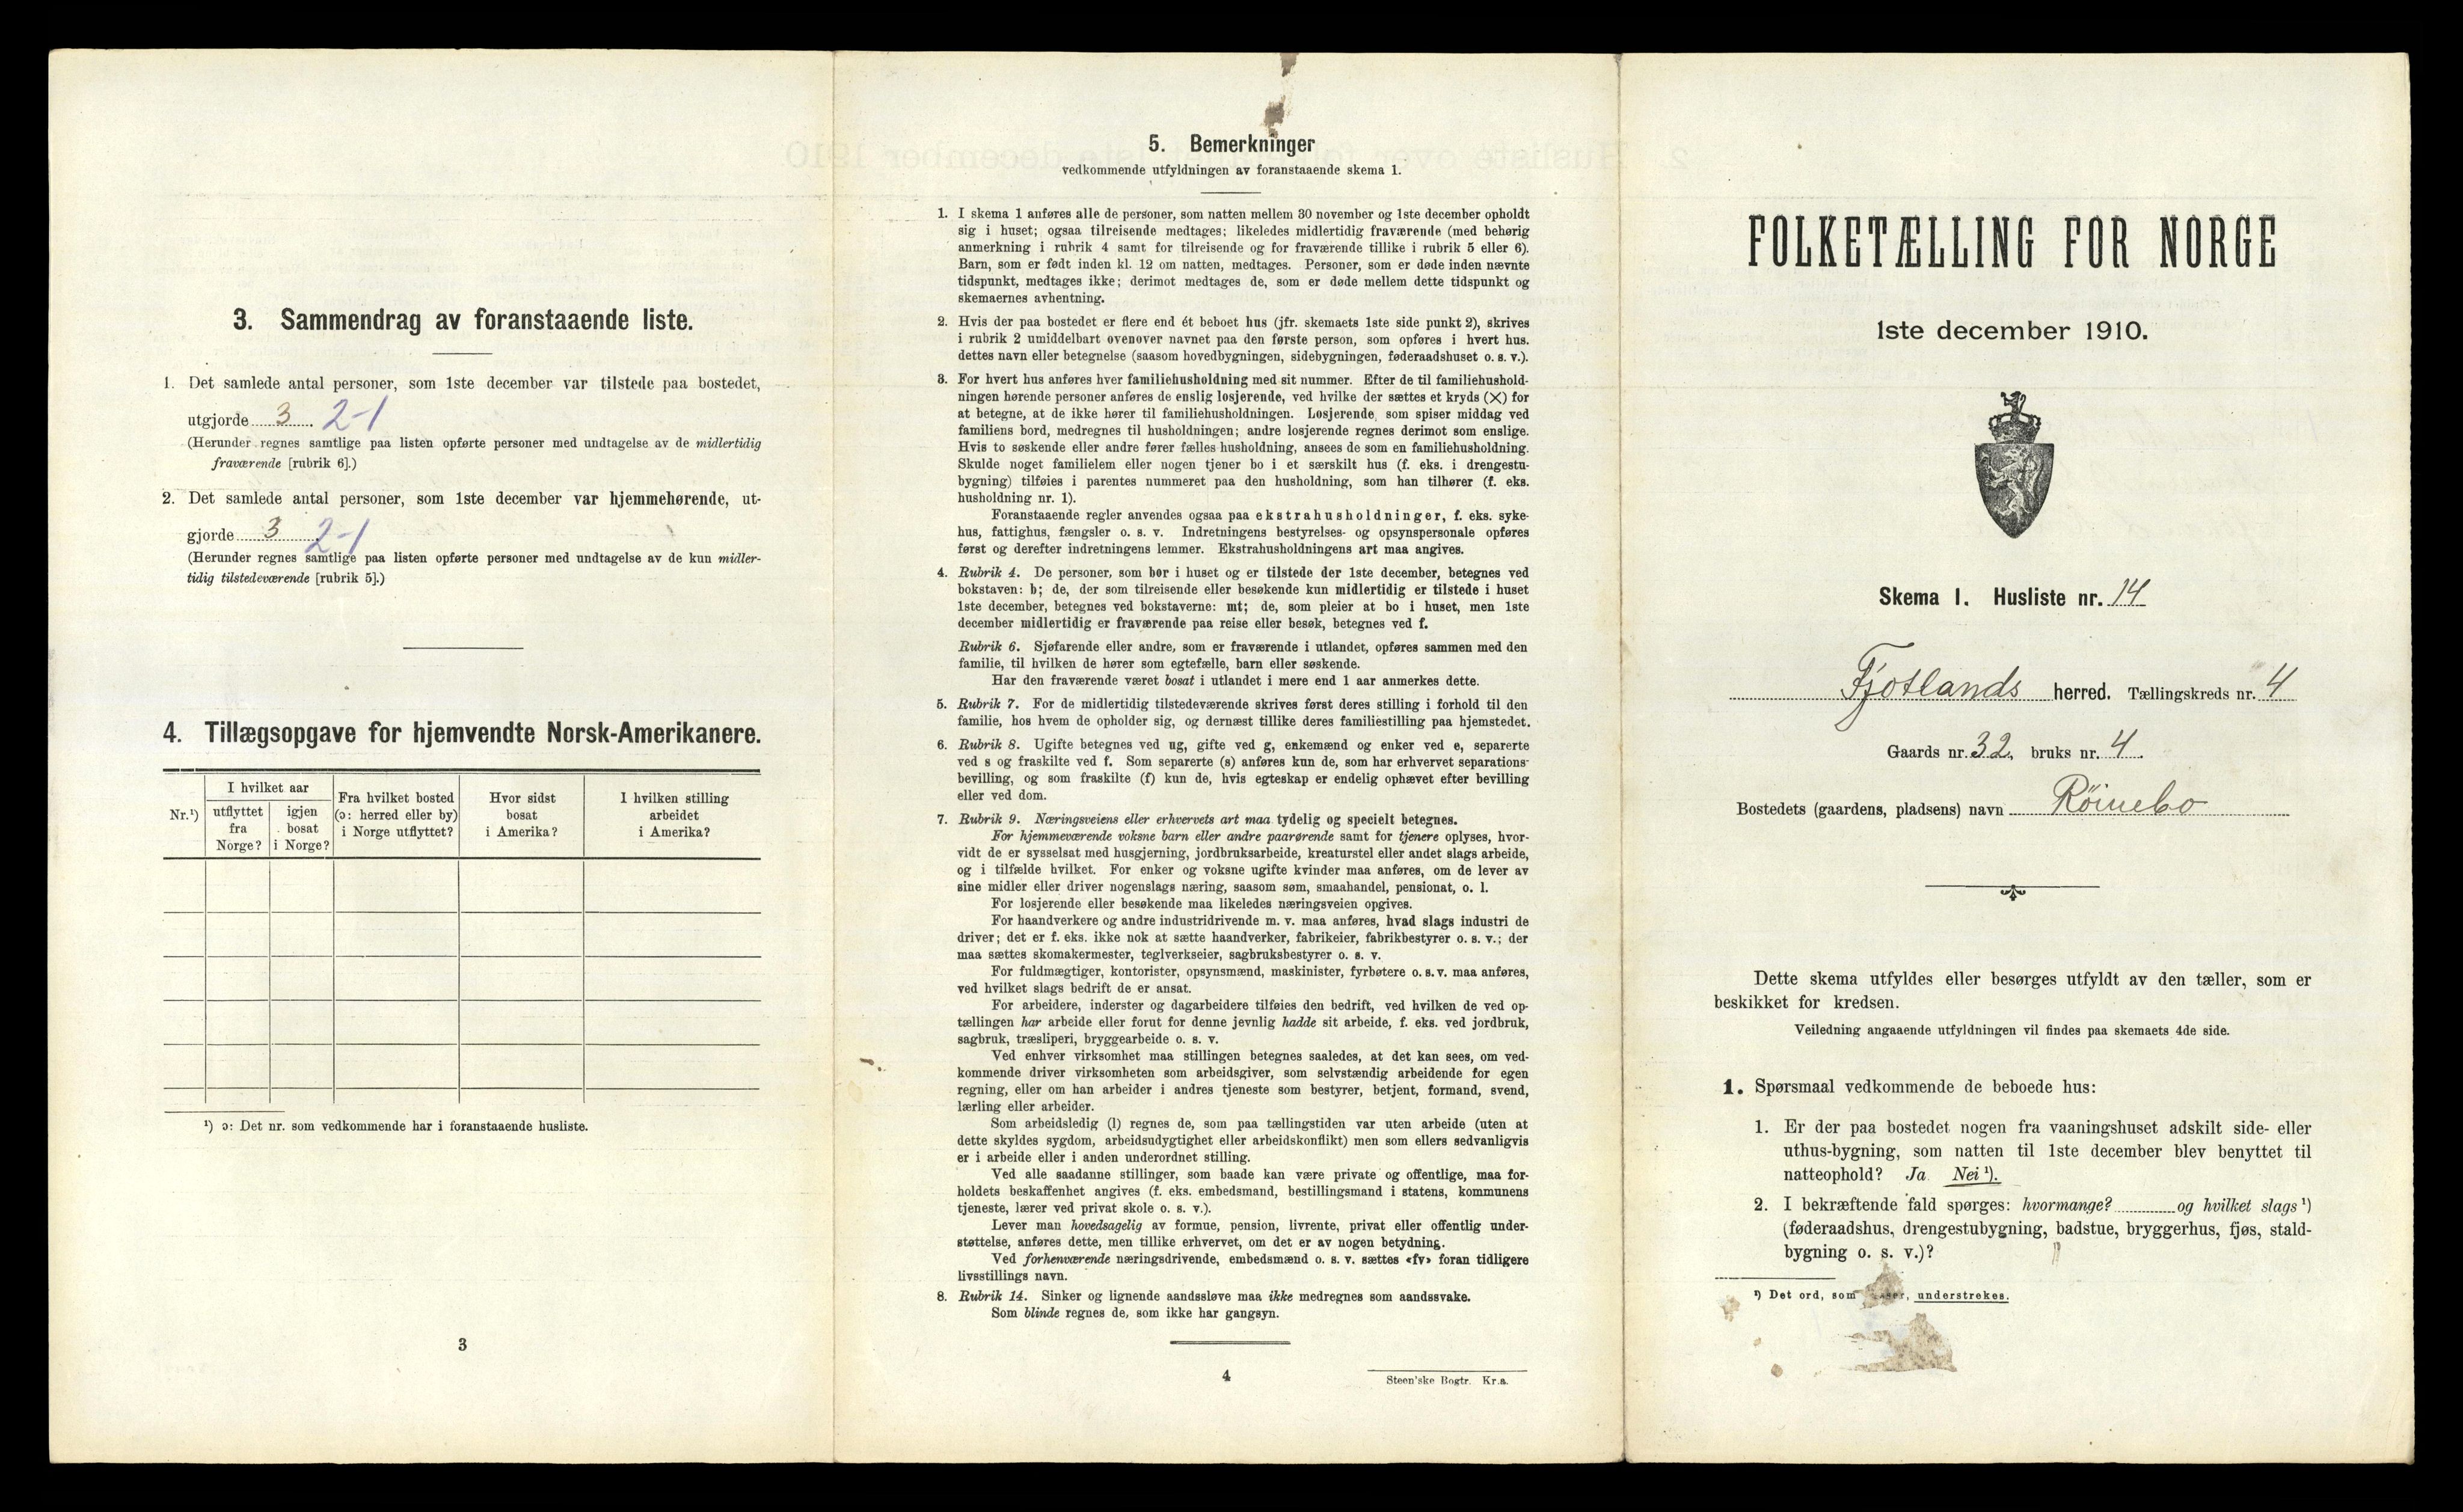 3. Sammendrag av foranstaaende liste.
1. Det samlede antal personer, som 1ste december var tilstede paa bostedet,
utgjorde 3. 2-1
(Herunder regnes samtlige paa listen opførte personer med undtagelse av de midlertidig
fraværende [rubrik 6].)
2. Det samlede antal personer, som 1ste december var hjemmehørende, ut-
gjorde 3 2-1
(Herunder regnes samtlige paa listen opførte personer med undtagelse av de kun midler-
tidig tilstedeværende [rubrik 5].)
4. Tillægsopgave for hjemvendte Norsk-Amerikanere.
Nr.¹)
I hvilket aar
utflyttet
fra
Norge?
igjen
bosat
i Norge?
Fra hvilket bosted
(ɔ: herred eller by)
i Norge utflyttet?
Hvor sidst
bosat
i Amerika?
I hvilken stilling
arbeidet
i Amerika?
¹) ɔ: Det nr. som vedkommende har i foranstaaende husliste.
3
5. Bemerkninger
vedkommende utfyldningen av foranstaaende skema 1.
1. I skema 1 anføres alle de personer, som natten mellem 30 november og 1ste december opholdt
sig i huset; ogsaa tilreisende medtages; likeledes midlertidig fraværende (med behørig
anmerkning i rubrik 4 samt for tilreisende og for fraværende tillike i rubrik 5 eller 6).
Barn, som er født inden kl. 12 om natten, medtages. Personer, som er døde inden nævnte
tidspunkt, medtages ikke; derimot medtages de, som er døde mellem dette tidspunkt og
skemaernes avhentning.
2. Hvis der paa bostedet er flere end ét beboet hus (jfr. skemaets 1ste side punkt 2), skrives
i rubrik 2 umiddelbart ovenover navnet paa den første person, som opføres i hvert hus.
dettes navn eller betegnelse (saasom hovedbygningen, sidebygningen, føderaadshuset o. s. v.).
3. For hvert hus anføres hver familiehusholdning med sit nummer. Efter de til familiehushold-
ningen hørende personer anføres de enslig losjerende, ved hvilke der sættes et kryds (×) for
at betegne, at de ikke hører til familiehusholdningen. Losjerende som spiser middag ved
familiens bord, medregnes til husholdningen; andre losjerende regnes derimot som enslige.
Hvis to søskende eller andre fører fælles husholdning, ansees de som en familiehusholdning.
Skulde noget familielem eller nogen tjener bo i et særskilt hus (f. eks. i drengestu-
bygning) tilføies i parentes nummeret paa den husholdning, som han tilhører (f. eks.
husholdning nr. 1).
Foranstaaende regler anvendes ogsaa paa ekstrahusholdninger, f. eks. syke-
hus, fattighus, fængsler o. s. v. Indretningens bestyrelses- og opsynspersonale opføres
først og derefter indretningens lemmer. Ekstrahusholdningens art maa angives.
4. Rubrik 4. De personer, som bor i huset og er tilstede der 1ste december, betegnes ved
bokstaven: b; de, der som tilreisende eller besøkende kun midlertidig er tilstede i huset
1ste december, betegnes ved bokstaverne: mt; de, som pleier at bo i huset, men 1ste
december midlertidig er fraværende paa reise eller besøk, betegnes ved f.
Rubrik 6. Sjøfarende eller andre, som er fraværende i utlandet, opføres sammen med den
familie, til hvilken de hører som egtefælle, barn eller søskende.
Har den fraværende været bosat i utlandet i mere end 1 aar anmerkes dette.
5. Rubrik 7. For de midlertidig tilstedeværende skrives først deres stilling i forhold til den
familie, hos hvem de opholder sig, og dernæst tillike deres familiestilling paa hjemstedet.
6. Rubrik 8. Ugifte betegnes ved ug, gifte ved g, enkemænd og enker ved e, separerte
ved s og fraskilte ved f. Som separerte (s) anføres kun de, som har erhvervet separations-
bevilling, og som fraskilte (f) kun de, hvis egteskap er endelig ophævet efter bevilling
eller ved dom.
7. Rubrik 9. Næringsveiens eller erhvervets art maa tydelig og specielt betegnes.
For hjemmeværende voksne barn eller andre paarørende samt for tjenere oplyses, hvor-
vidt de er sysselsat med husgjerning, jordbruksarbeide, kreaturstel eller andet slags arbeide,
og i tilfælde hvilket. For enker og voksne ugifte kvinder maa anføres, om de lever av
sine midler eller driver nogenslags næring, saasom søm, smaahandel, pensionat, o. l.
For losjerende eller besøkende maa likeledes næringsveien opgives.
For haandverkere og andre industridrivende m. v. maa anføres, hvad slags industri de
driver; det er f. eks. ikke nok at sætte haandverker, fabrikeier, fabrikbestyrer o. s. v.; der
maa sættes skomakermester, teglverkseier, sagbruksbestyrer o. s. v.
For fuldmægtiger, kontorister, opsynsmænd, maskinister, fyrbøtere o. s. v. maa anføres,
ved hvilket slags bedrift de er ansat.
For arbeidere, inderster og dagarbeidere tilføies den bedrift, ved hvilken de ved op-
tællingen har arbeide eller forut for denne jevnlig hadde sit arbeide, f. eks. ved jordbruk,
sagbruk, træsliperi, bryggearbeide o. s. v.
Ved enhver virksomhet maa stillingen betegnes saaledes, at det kan sees, om ved-
kommende driver virksomheten som arbeidsgiver, som selvstændig arbeidende for egen
regning, eller om han arbeider i andres tjeneste som bestyrer, betjent, formand, svend,
lærling eller arbeider.
Som arbeidsledig (l) regnes de, som paa tællingstiden var uten arbeide (uten at
dette skyldes sygdom, arbeidsudygtighet eller arbeidskonflikt) men som ellers sedvanligvis
er i arbeide eller i anden underordnet stilling.
Ved alle saadanne stillinger, som baade kan være private og offentlige, maa for-
holdets beskaffenhet angives (f. eks. embedsmand, bestillingsmand i statens, kommunens
tjeneste, lærer ved privat skole o. s. v.).
Lever man hovedsagelig av formue, pension, livrente, privat eller offentlig under-
støttelse, anføres dette, men tillike erhvervet, om det er av nogen betydning.
Ved forhenværende næringsdrivende, embedsmænd o. s. v. sættes «fv» foran tidligere
livsstillings navn.
8. Rubrik 14. Sinker og lignende aandssløve maa ikke medregnes som aandssvake.
Som blinde regnes de, som ikke har gangsyn.
4
Steen'ske Bogtr. Kr.a.
FOLKETÆLLING FOR NORGE
1ste december 1910.
Skema 1. Husliste nr. 14
Fjotlands herred. Tællingskreds nr. 4
Gaards nr. 32, bruks nr. 4.
Bostedets (gaardens, pladsens) navn Röinebo
Dette skema utfyldes eller besørges utfyldt av den tæller, som er
beskikket for kredsen.
Veiledning angaaende utfyldningen vil findes paa skemaets 4de side.
1. Spørsmaal vedkommende de beboede hus:
1. Er der paa bostedet nogen fra vaaningshuset adskilt side- eller
uthus-bygning, som natten til 1ste december blev benyttet til
natteophold? Ja Nei ¹).
2. I bekræftende fald spørges: hvormange? og hvilket slags ¹)
(føderaadshus, drengestubygning, badstue, bryggerhus, fjøs, stald-
bygning o. s. v.)?
¹) Det ord, som understrekes.